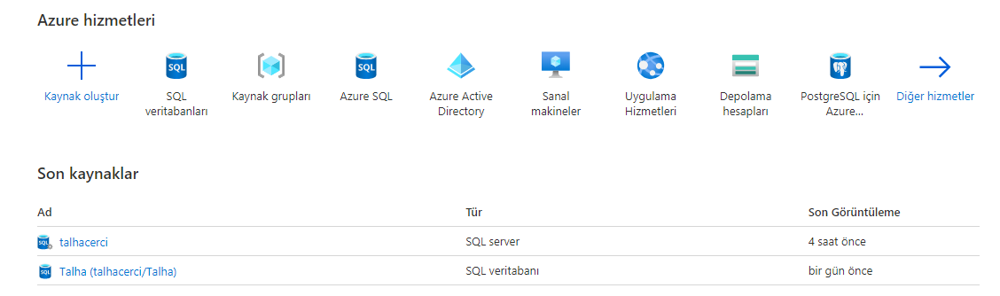 Azure hizmetleri
Kaynak oluştur
SQL
veritabanları
Kaynak grupları
Azure SQL
Azure Active
Directory
Sanal
makineler
Uygulama
Hizmetleri
Depolama
hesapları
PostgreSQL için
Azure...
Diğer hizmetler
Son kaynaklar
Ad Tür Son Görüntüleme
talhacerci SQL server 4 saat önce
Talha (talhacerci/Talha) SQL veritabanı bir gün önce